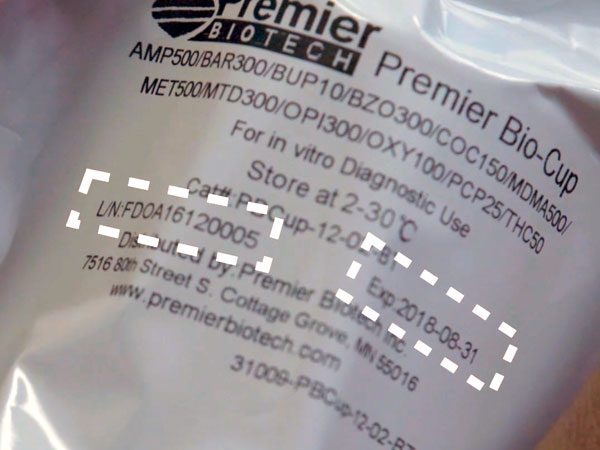 Premier
BIOTECH
Premier Bio-Cup
AMP500/BAR300/BUP10/BZO300/COC150/MDMA500/
MET500/MTD300/OPI300/OXY100/PCP25/THC50
For in vitro Diagnostic Use
Store at 2-30℃
L/N:FDOA16120005
Exp:2018-08-31
Distributed by: Premier Biotech Inc
7516 80th Street S. Cottage Grove, MN 55016
www.premierbiotech.com